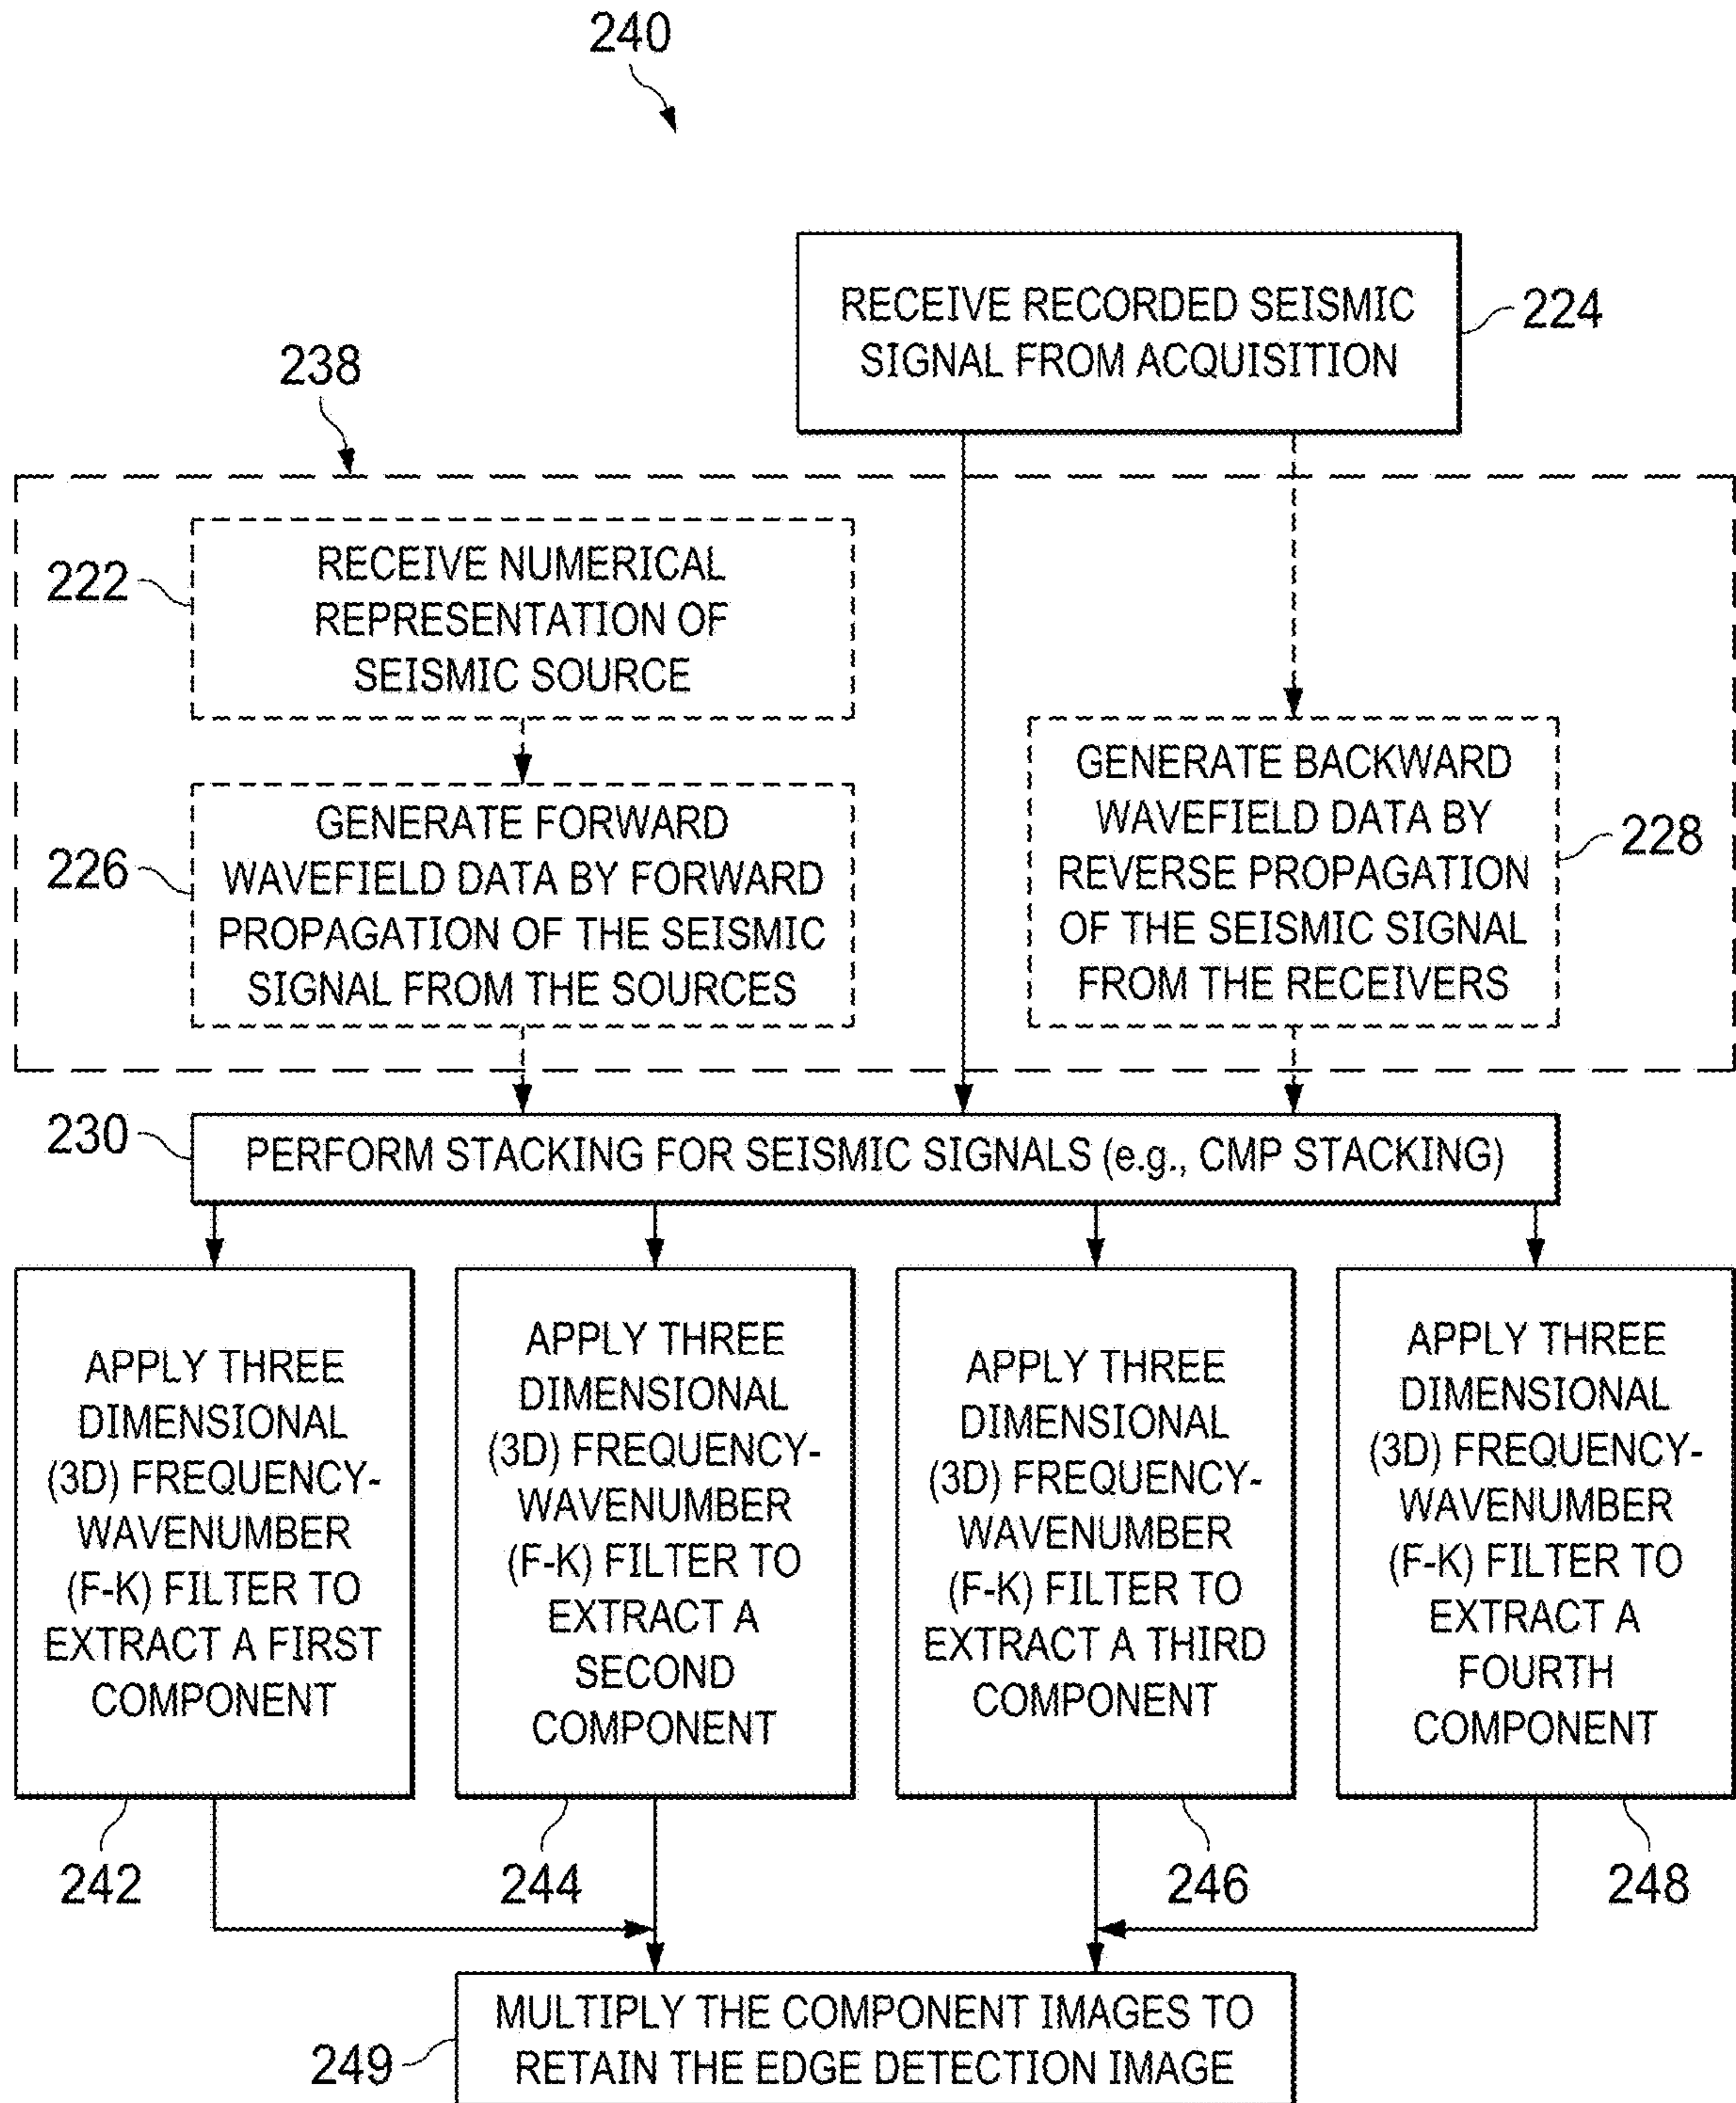 240
RECEIVE RECORDED SEISMIC
SIGNAL FROM ACQUISITION
224
238
222
RECEIVE NUMERICAL
REPRESENTATION OF
SEISMIC SOURCE
226
GENERATE FORWARD
WAVEFIELD DATA BY FORWARD
PROPAGATION OF THE SEISMIC
SIGNAL FROM THE SOURCES
GENERATE BACKWARD
WAVEFIELD DATA BY
REVERSE PROPAGATION
OF THE SEISMIC SIGNAL
FROM THE RECEIVERS
228
230
PERFORM STACKING FOR SEISMIC SIGNALS (e.g., CMP STACKING)
APPLY THREE
DIMENSIONAL
(3D) FREQUENCY-
WAVENUMBER
(F-K) FILTER TO
EXTRACT A FIRST
COMPONENT
242
APPLY THREE
DIMENSIONAL
(3D) FREQUENCY-
WAVENUMBER
(F-K) FILTER TO
EXTRACT A
SECOND
COMPONENT
244
APPLY THREE
DIMENSIONAL
(3D) FREQUENCY-
WAVENUMBER
(F-K) FILTER TO
EXTRACT A THIRD
COMPONENT
246
APPLY THREE
DIMENSIONAL
(3D) FREQUENCY-
WAVENUMBER
(F-K) FILTER TO
EXTRACT A
FOURTH
COMPONENT
248
249
MULTIPLY THE COMPONENT IMAGES TO
RETAIN THE EDGE DETECTION IMAGE